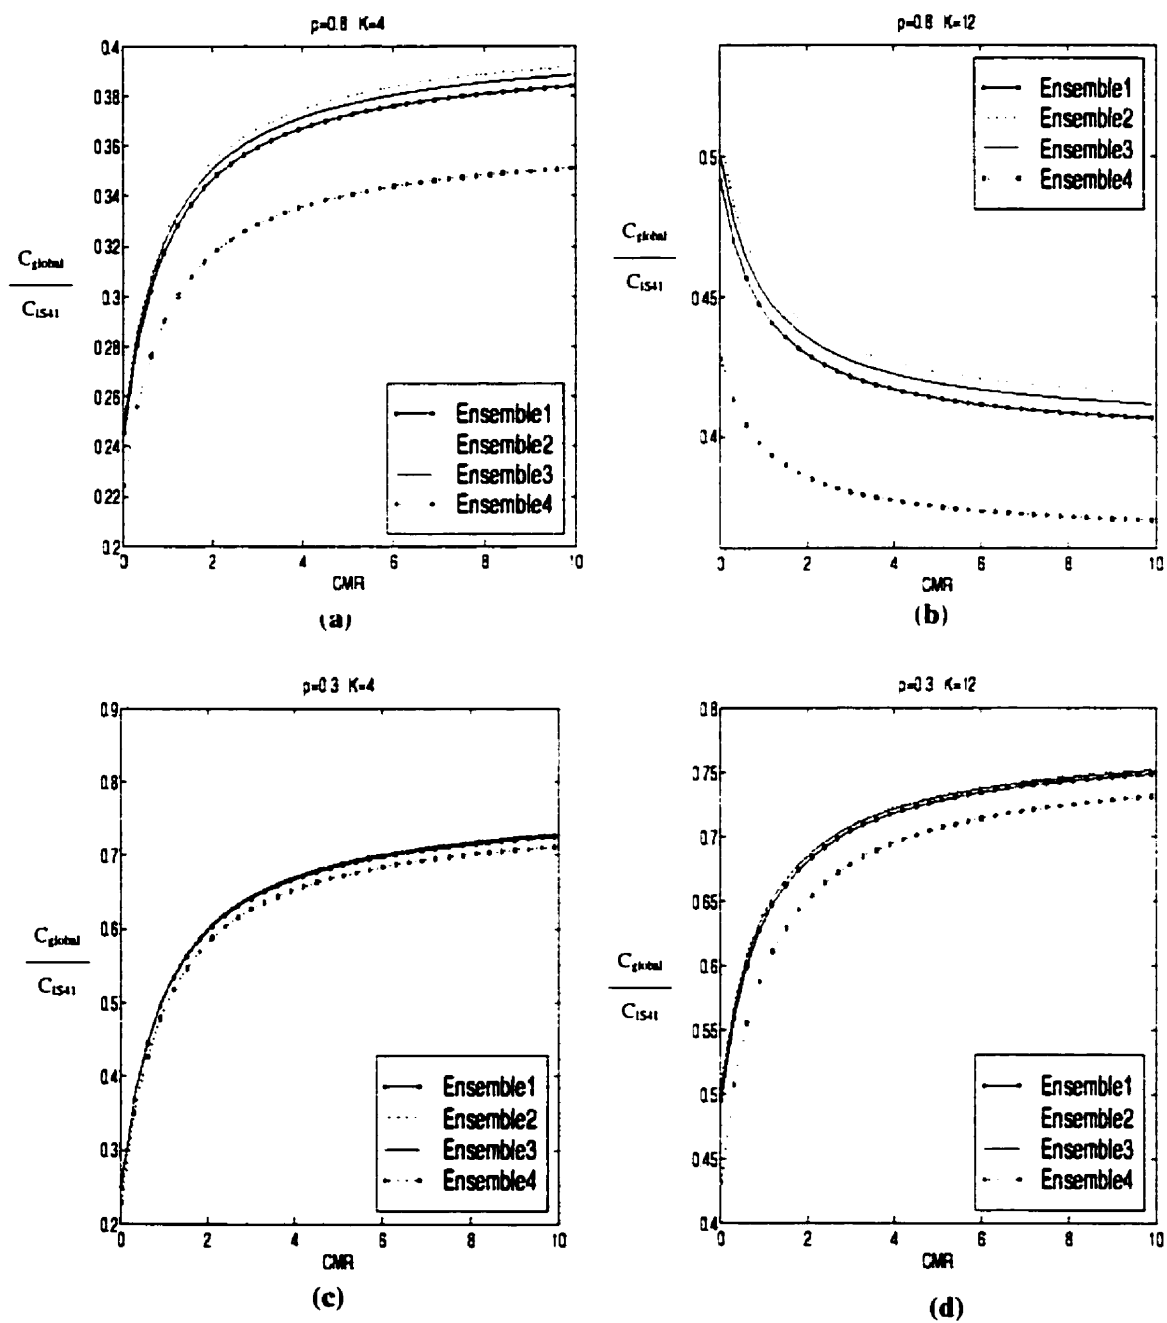 p=0.8 K=4
0.4
0.38
0.36
0.34
0.32
0.3
0.28
0.26
0.24
0.22
0.2
C_global
C_IS41
Ensemble1
Ensemble2
Ensemble3
Ensemble4
0 2 4 6 8 10
CMR
(a)
p=0.8 K=12
0.5
0.45
0.4
C_global
C_IS41
Ensemble1
Ensemble2
Ensemble3
Ensemble4
0 2 4 6 8 10
CMR
(b)
p=0.3 K=4
0.9
0.8
0.7
0.6
0.5
0.4
0.3
0.2
C_global
C_IS41
Ensemble1
Ensemble2
Ensemble3
Ensemble4
0 2 4 6 8 10
CMR
(c)
p=0.3 K=12
0.8
0.75
0.7
0.65
0.6
0.55
0.5
0.45
0.4
C_global
C_IS41
Ensemble1
Ensemble2
Ensemble3
Ensemble4
0 2 4 6 8 10
CMR
(d)